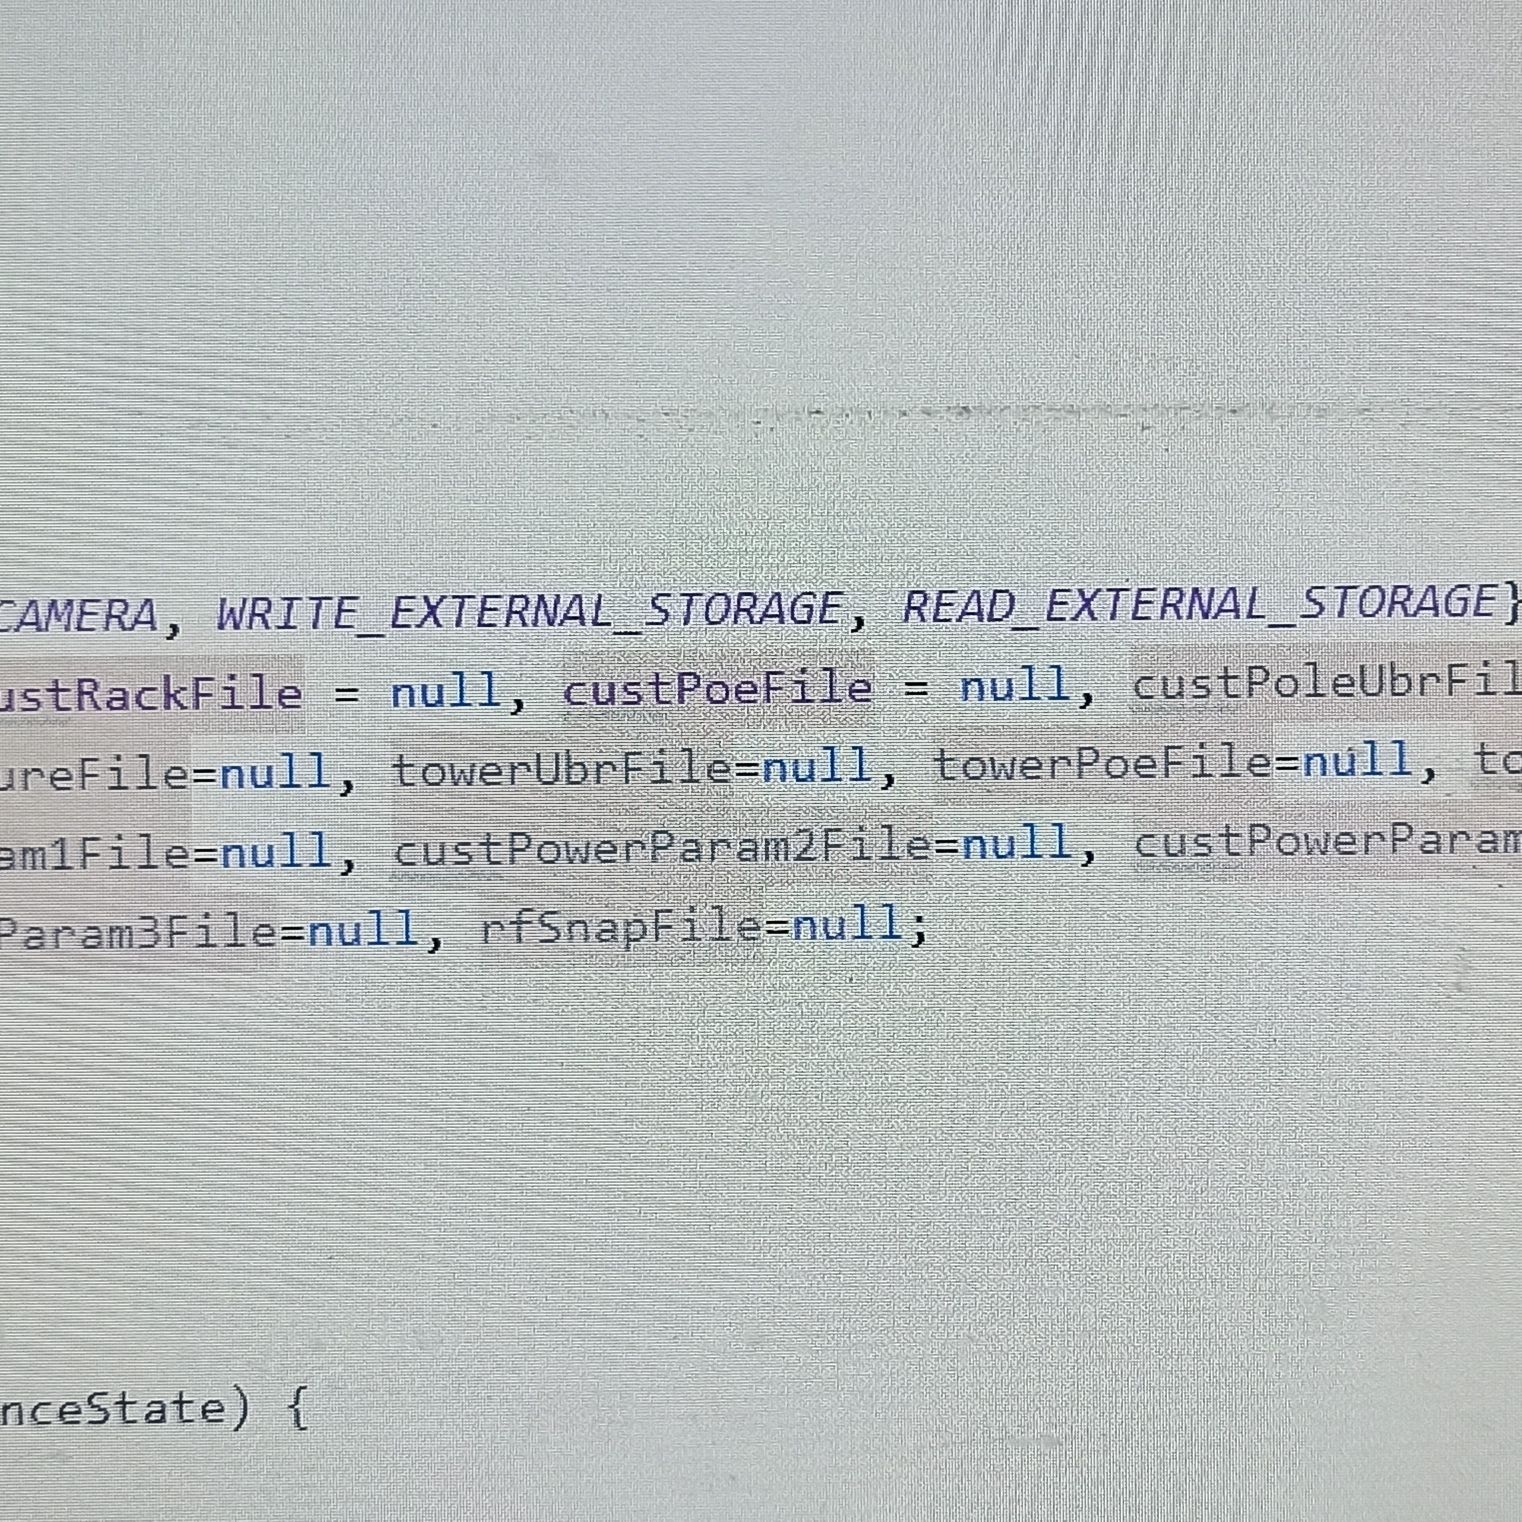 CAMERA, WRITE_EXTERNAL_STORAGE, READ_EXTERNAL_STORAGE}
ustRackFile = null, custPoeFile = null, custPoleUbrFil
ureFile=null, towerUbrFile=null, towerPoeFile=null, to
am1File=null, custPowerParam2File=null, custPowerParam
Param3File=null, rfSnapFile=null;
nceState) {